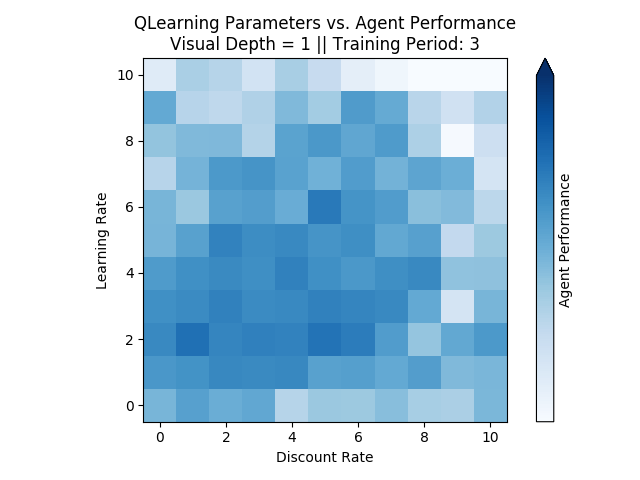 QLearning Parameters vs. Agent Performance
Visual Depth = 1 || Training Period: 3
10
8
6
4
2
0
Learning Rate
0 2 4 6 8 10
Discount Rate
Agent Performance